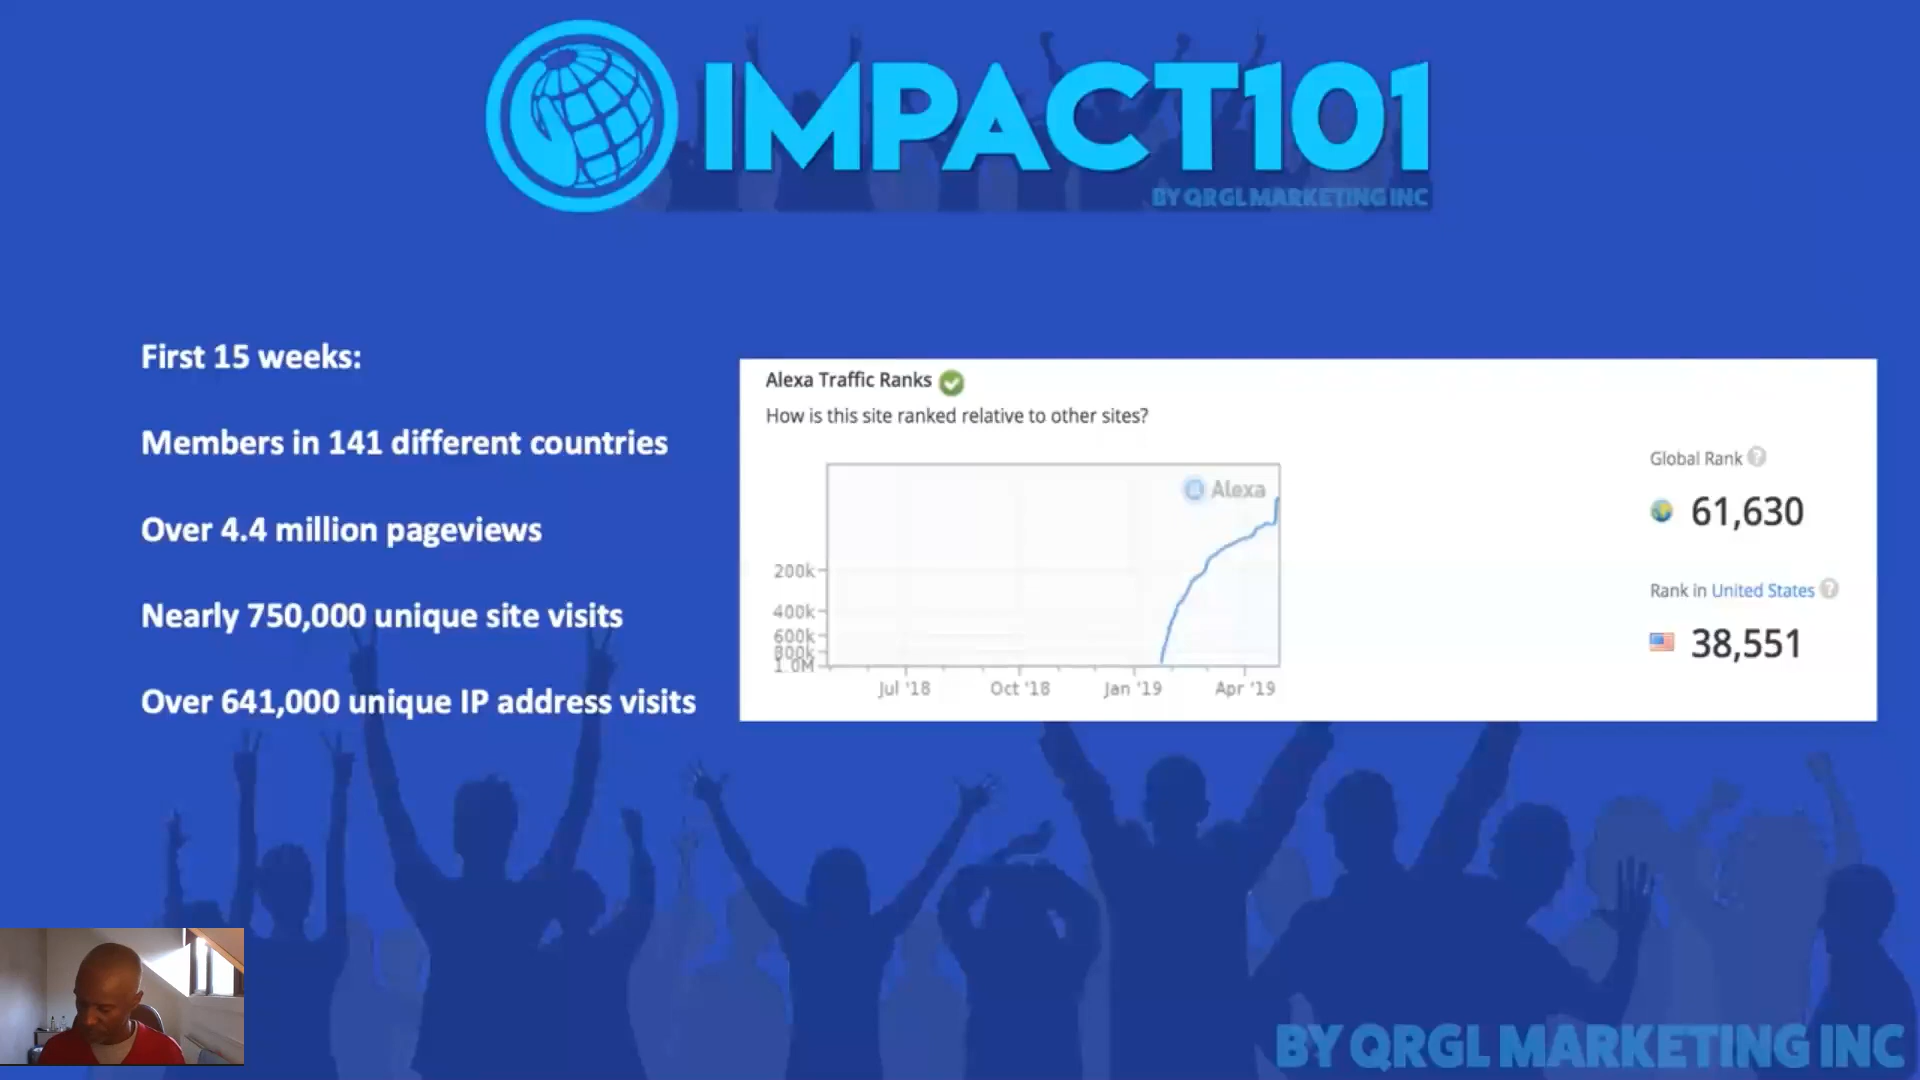 IMPACT101
BY QRGL MARKETING INC
First 15 weeks:
Members in 141 different countries
Over 4.4 million pageviews
Nearly 750,000 unique site visits
Over 641,000 unique IP address visits
Alexa Traffic Ranks
How is this site ranked relative to other sites?
Alexa
200k
400k
600k
800k
1.0M
Jul '18
Oct '18
Jan '19
Apr '19
Global Rank ?
61,630
Rank in United States ?
38,551
BY QRGL MARKETING INC